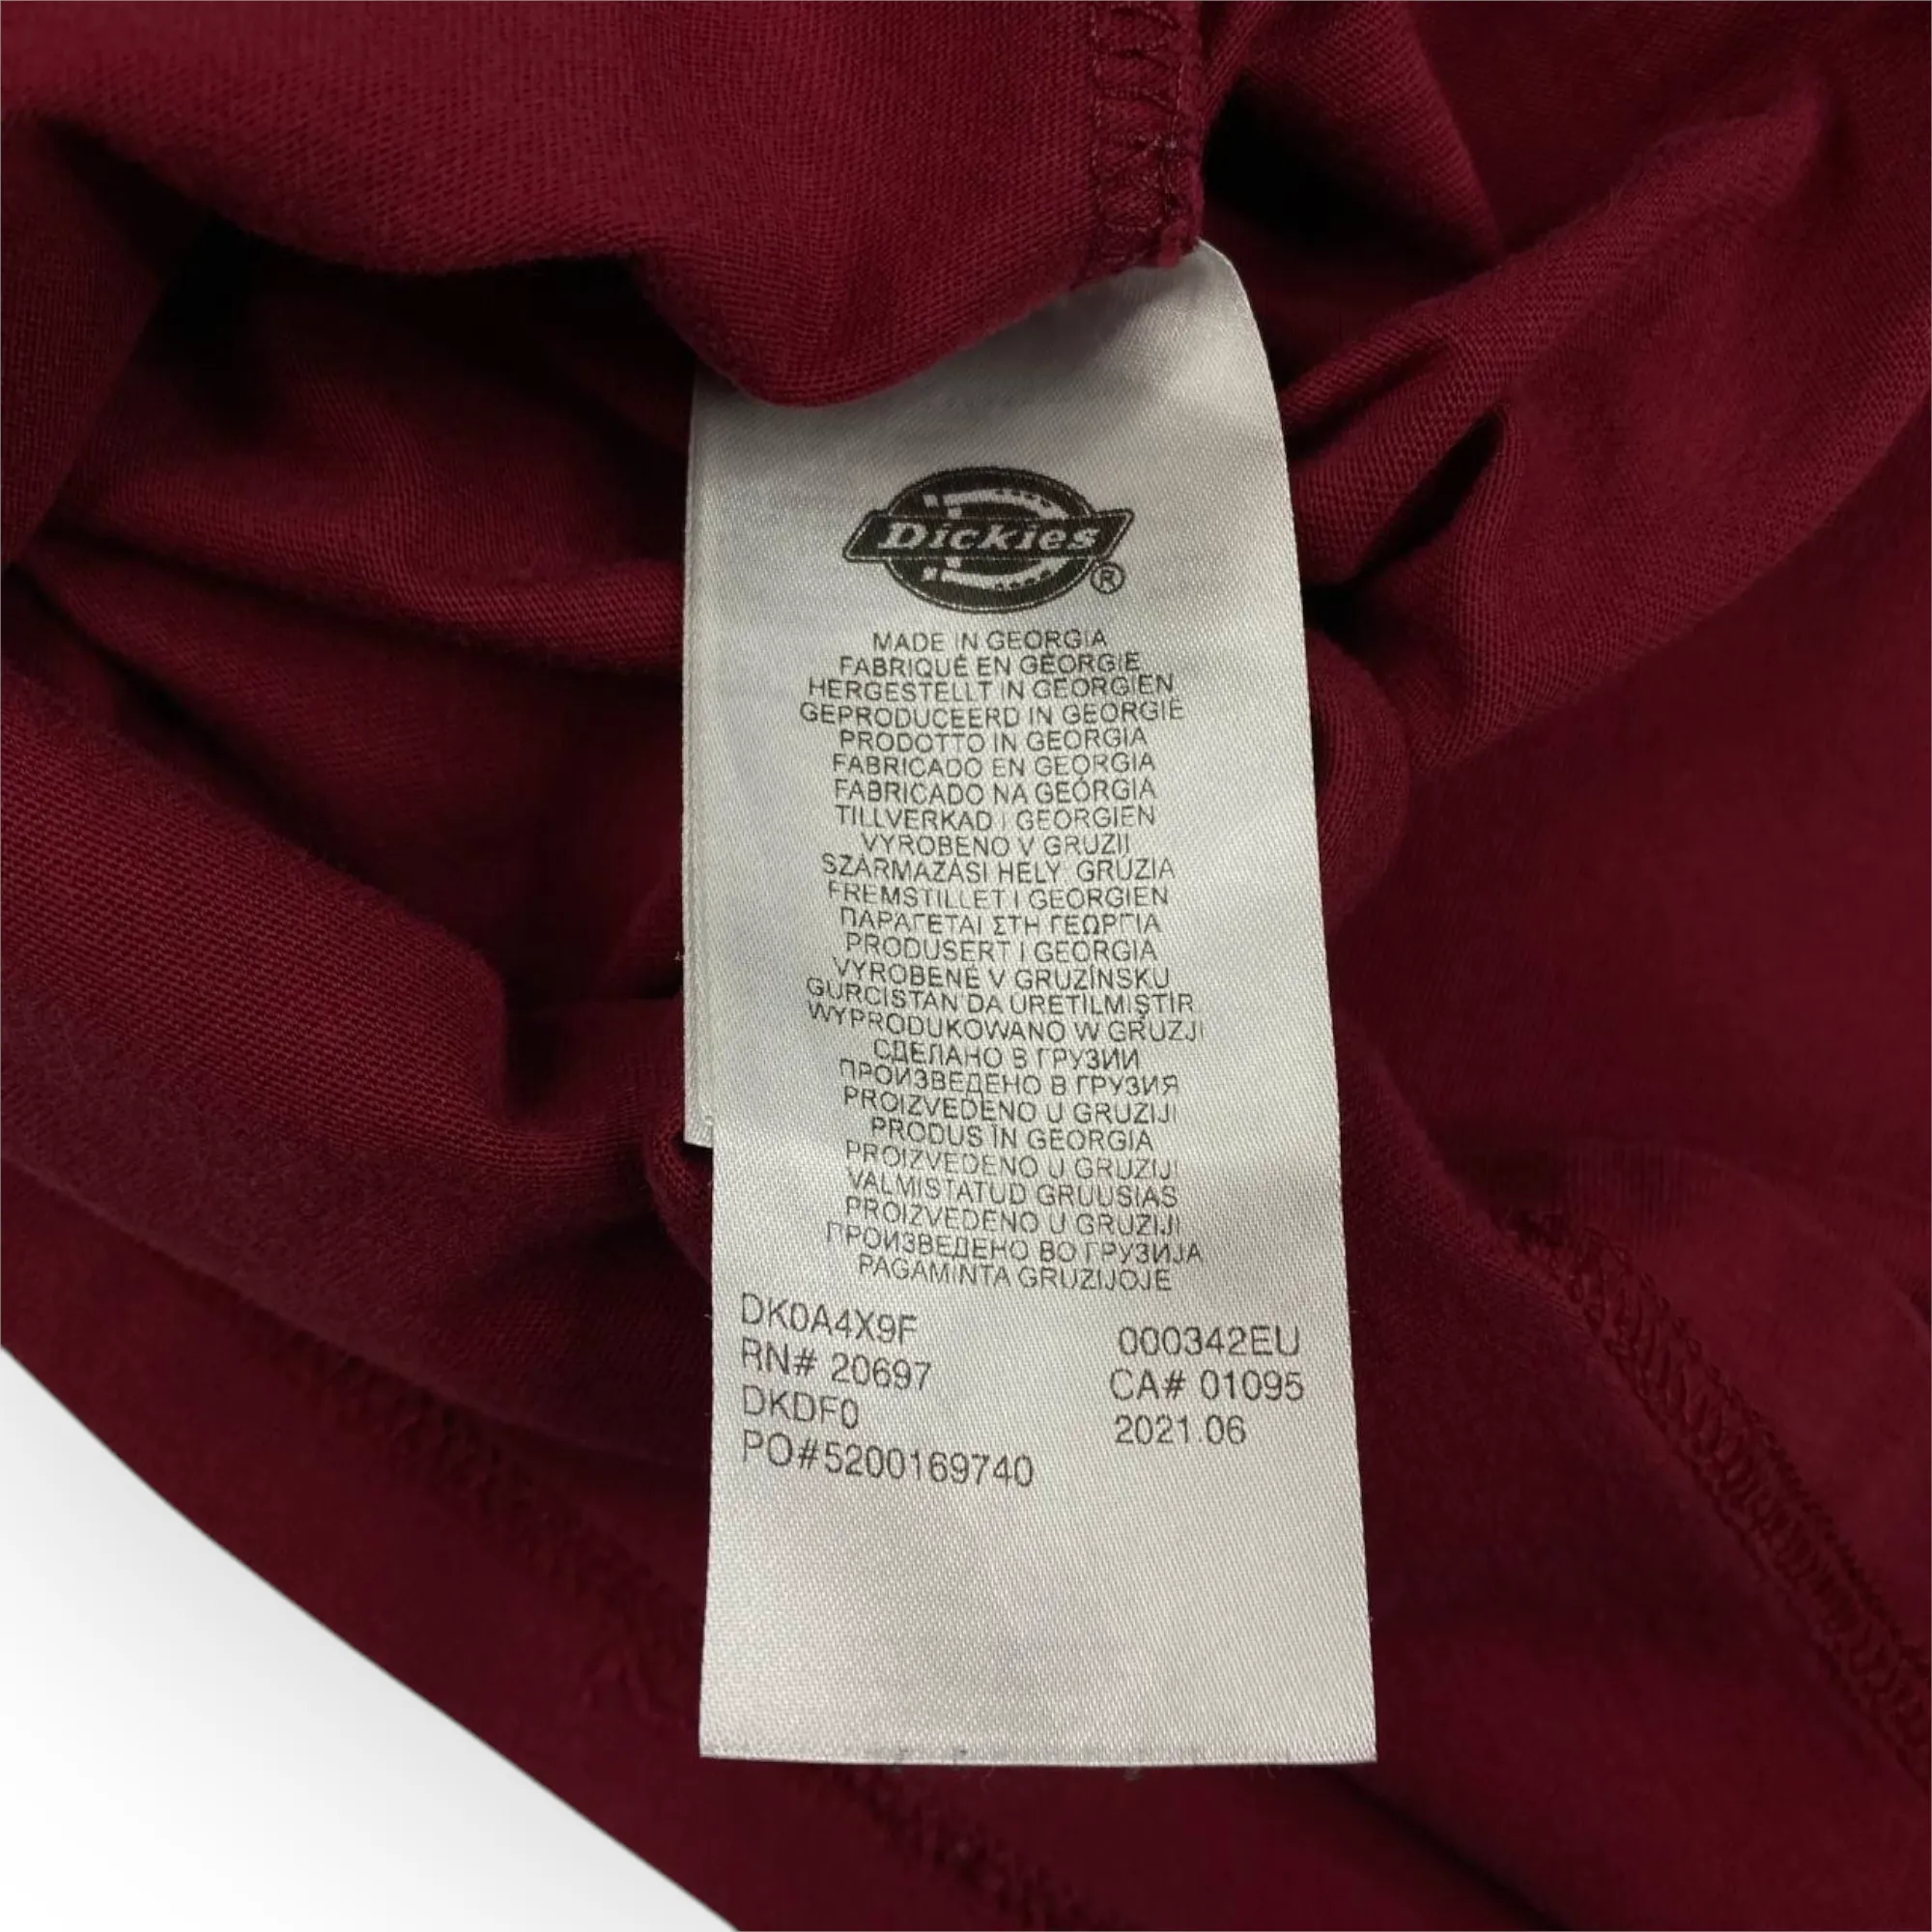 Dickies ®
MADE IN GEORGIA
FABRIQUÉ EN GÉORGIE
HERGESTELLT IN GEORGIEN
GEPRODUCEERD IN GEORGIË
PRODOTTO IN GEORGIA
FABRICADO EN GEORGIA
FABRICADO NA GEÓRGIA
TILLVERKAD I GEORGIEN
VYROBENO V GRUZII
SZÁRMAZÁSI HELY: GRÚZIA
FREMSTILLET I GEORGIEN
ΠΑΡΑΓΕΤΑΙ ΣΤΗ ΓΕΩΡΓΙΑ
PRODUSERT I GEORGIA
VYROBENÉ V GRUZÍNSKU
GÜRCİSTAN'DA ÜRETİLMİŞTİR
WYPRODUKOWANO W GRUZJI
СДЕЛАНО В ГРУЗИИ
ПРОИЗВЕДЕНО В ГРУЗИЯ
PROIZVEDENO U GRUZIJI
PRODUS ÎN GEORGIA
PROIZVEDENO U GRUZIJI
VALMISTATUD GRUUSIAS
PROIZVEDENO U GRUZIJI
ПРОИЗВЕДЕНО ВО ГРУЗИЈА
PAGAMINTA GRUZIJOJE
DK0A4X9F 000342EU
RN# 20697 CA# 01095
DKDF0 2021.06
PO#5200169740